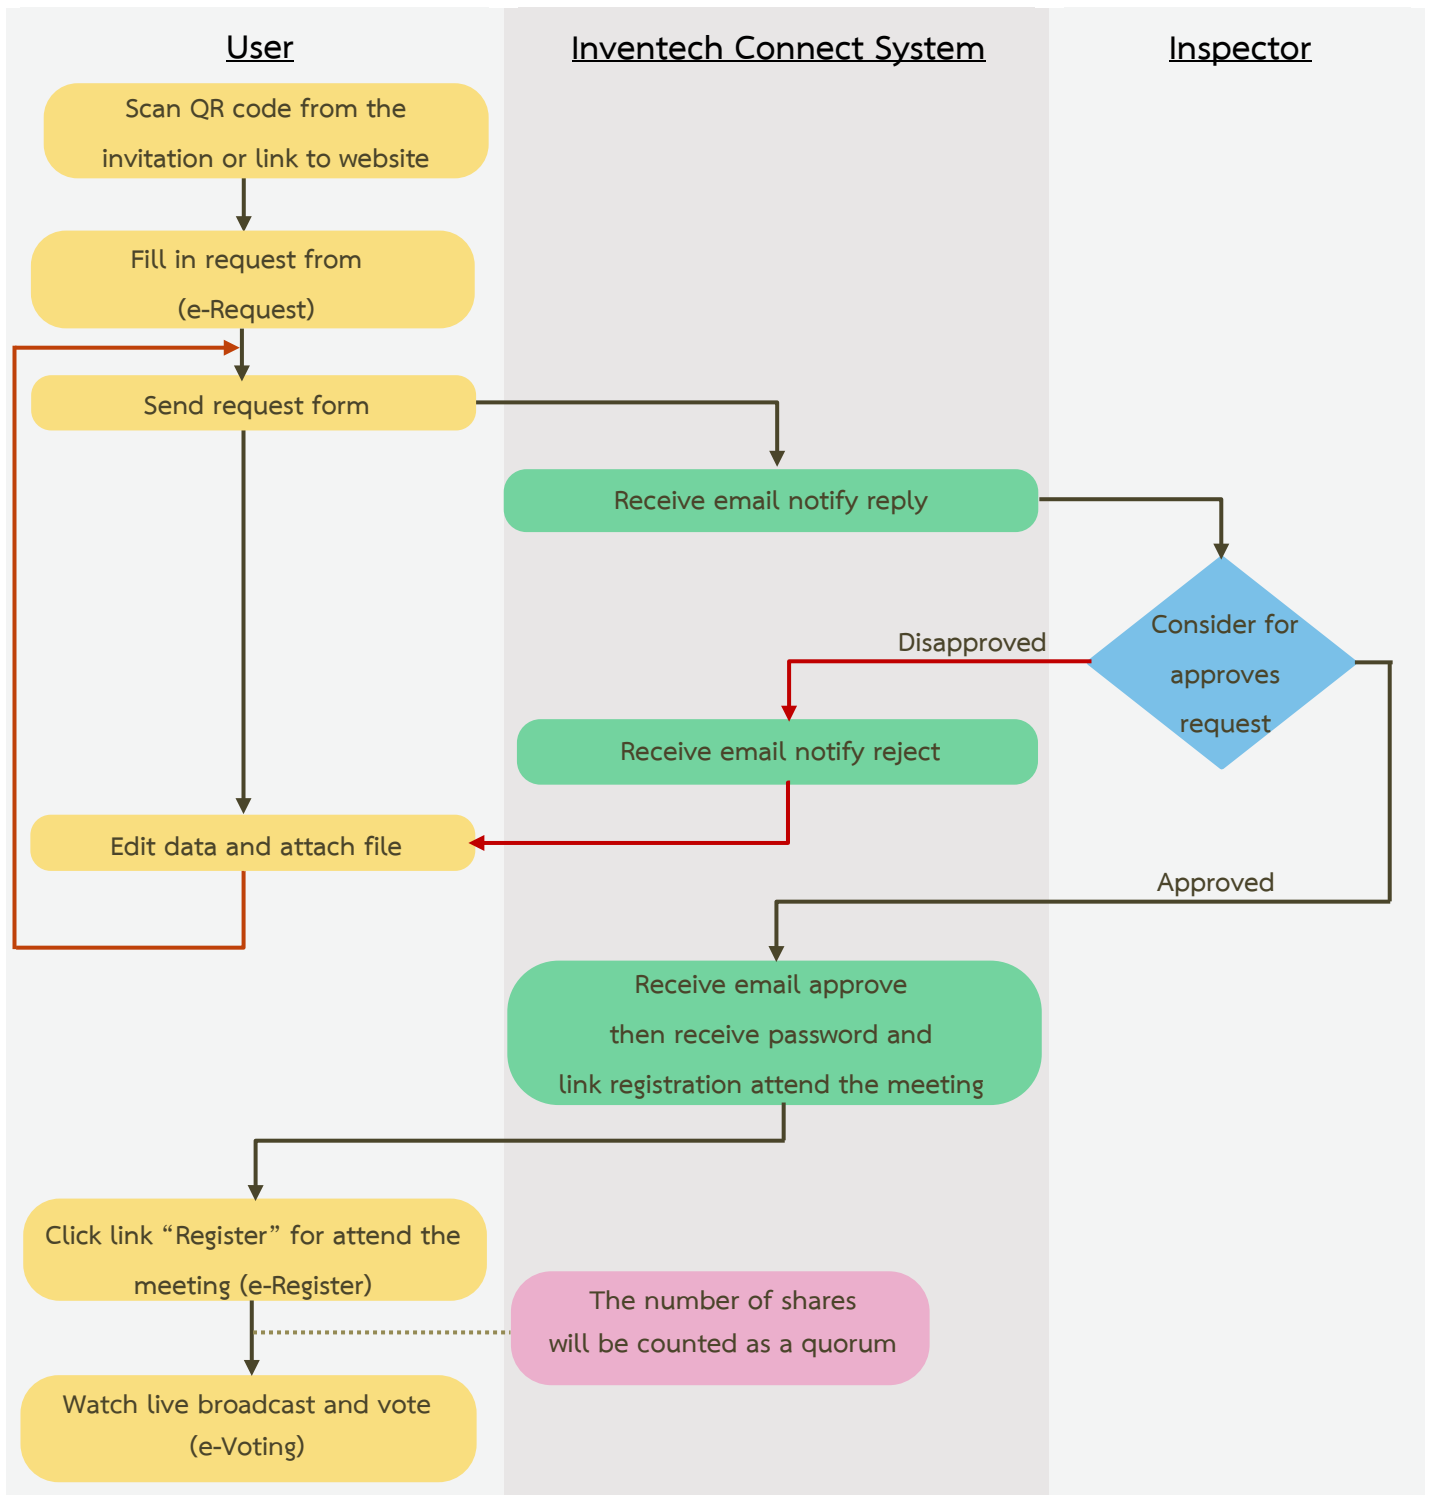 User
Inventech Connect System
Inspector
Scan QR code from the
invitation or link to website
Fill in request from
(e-Request)
Send request form
Receive email notify reply
Consider for
approves
request
Disapproved
Receive email notify reject
Edit data and attach file
Approved
Receive email approve
then receive password and
link registration attend the meeting
Click link “Register” for attend the
meeting (e-Register)
The number of shares
will be counted as a quorum
Watch live broadcast and vote
(e-Voting)